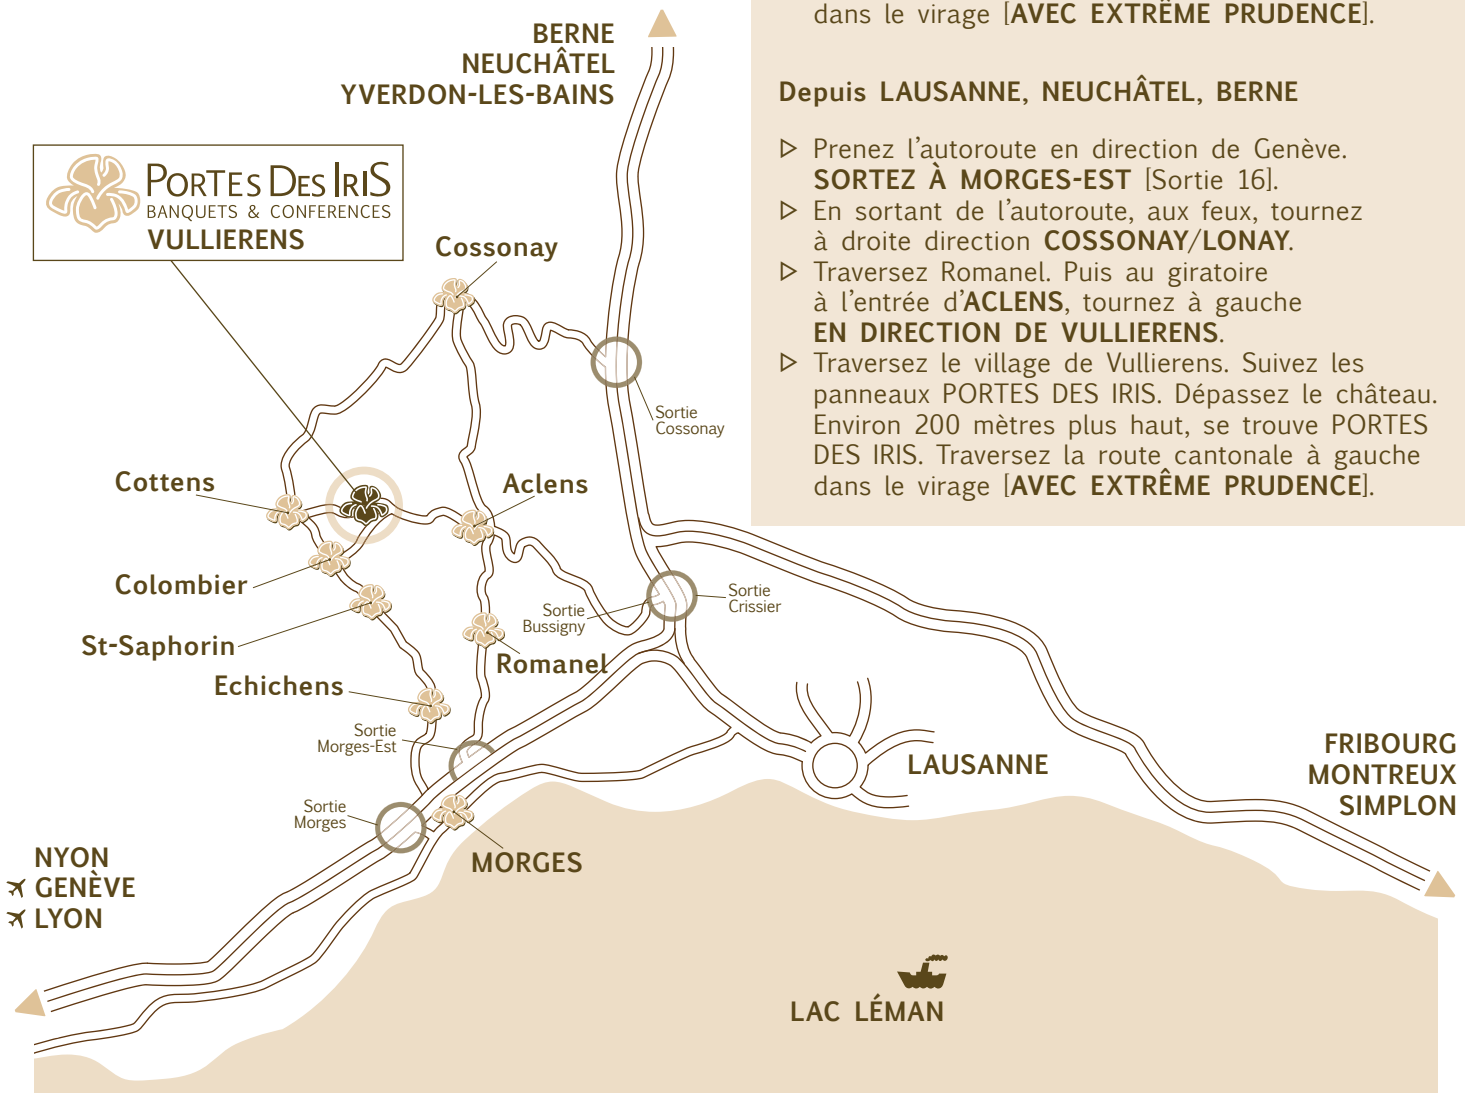 dans le virage [AVEC EXTRÊME PRUDENCE].
Depuis LAUSANNE, NEUCHÂTEL, BERNE
▷ Prenez l'autoroute en direction de Genève.
SORTEZ À MORGES-EST [Sortie 16].
▷ En sortant de l'autoroute, aux feux, tournez
à droite direction COSSONAY/LONAY.
▷ Traversez Romanel. Puis au giratoire
à l'entrée d'ACLENS, tournez à gauche
EN DIRECTION DE VULLIERENS.
▷ Traversez le village de Vullierens. Suivez les
panneaux PORTES DES IRIS. Dépassez le château.
Environ 200 mètres plus haut, se trouve PORTES
DES IRIS. Traversez la route cantonale à gauche
dans le virage [AVEC EXTRÊME PRUDENCE].
BERNE
NEUCHÂTEL
YVERDON-LES-BAINS
PORTES DES IRIS
BANQUETS & CONFERENCES
VULLIERENS
Cossonay
Sortie
Cossonay
Cottens
Aclens
Colombier
Sortie
Bussigny
Sortie
Crissier
St-Saphorin
Romanel
Echichens
Sortie
Morges-Est
LAUSANNE
FRIBOURG
MONTREUX
SIMPLON
Sortie
Morges
MORGES
NYON
GENÈVE
LYON
LAC LÉMAN